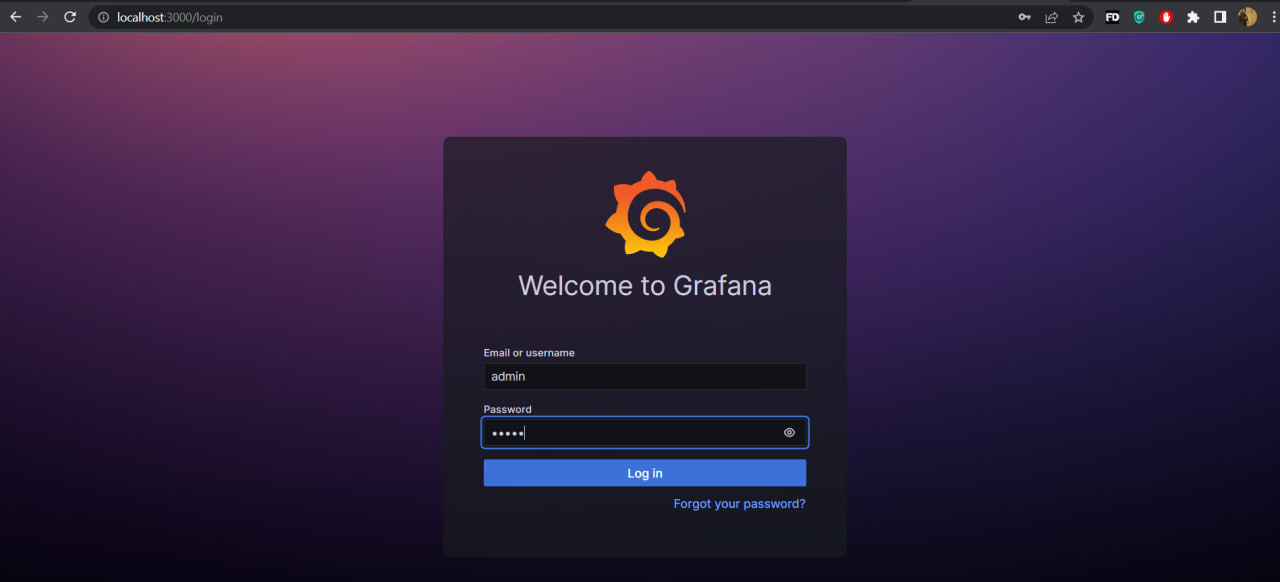 localhost:3000/login
FD
Welcome to Grafana
Email or username
admin
Password
•••••
Log in
Forgot your password?